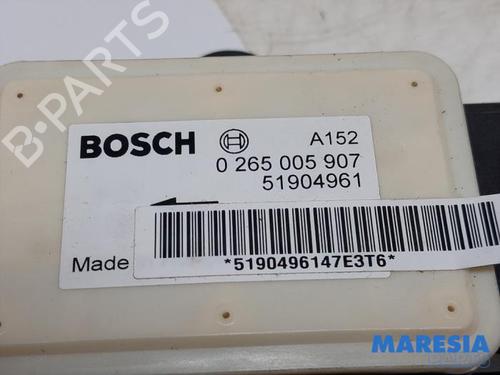 B-PARTS
BOSCH
A152
0 265 005 907
51904961
Made
*5190496147E3T6*
MARESIA